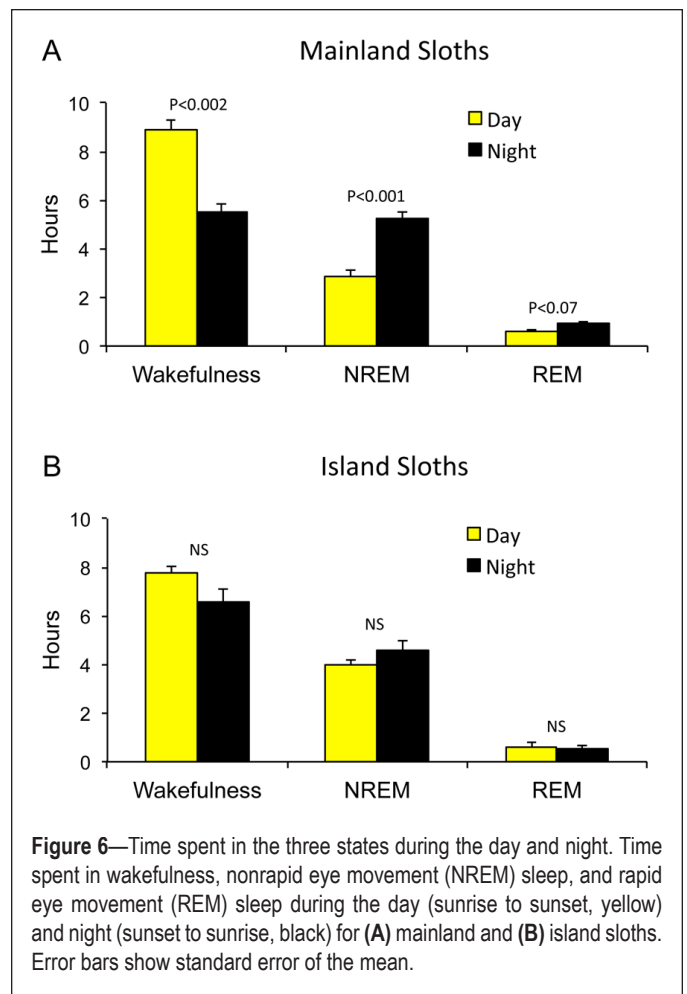 A
Mainland Sloths
10
8
6
4
2
0
Hours
P<0.002
P<0.001
P<0.07
Day
Night
Wakefulness
NREM
REM
B
Island Sloths
10
8
6
4
2
0
Hours
NS
NS
NS
Day
Night
Wakefulness
NREM
REM
Figure 6—Time spent in the three states during the day and night. Time
spent in wakefulness, nonrapid eye movement (NREM) sleep, and rapid
eye movement (REM) sleep during the day (sunrise to sunset, yellow)
and night (sunset to sunrise, black) for (A) mainland and (B) island sloths.
Error bars show standard error of the mean.